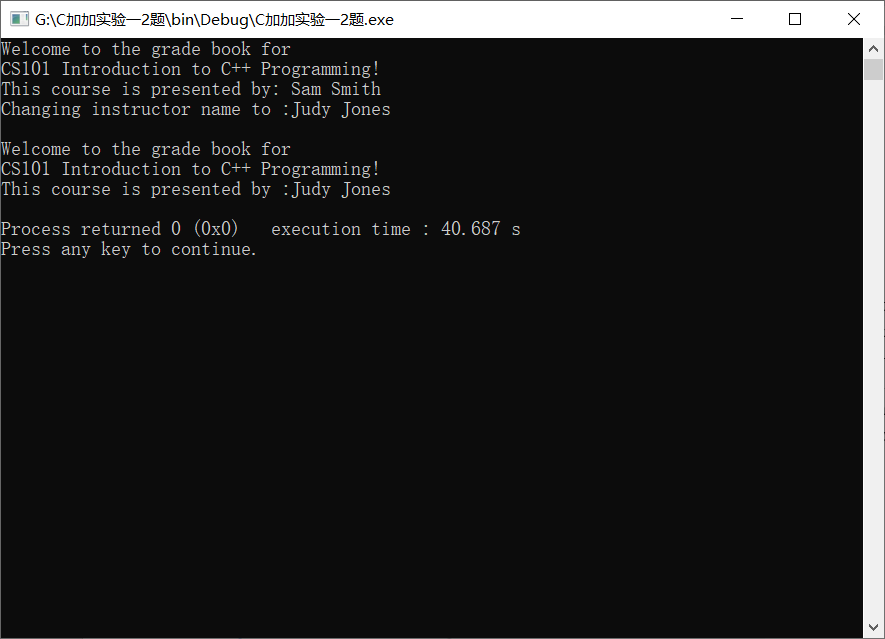 G:\C加加实验一2题\bin\Debug\C加加实验一2题.exe
Welcome to the grade book for
CS101 Introduction to C++ Programming!
This course is presented by: Sam Smith
Changing instructor name to :Judy Jones
Welcome to the grade book for
CS101 Introduction to C++ Programming!
This course is presented by :Judy Jones
Process returned 0 (0x0)   execution time : 40.687 s
Press any key to continue.